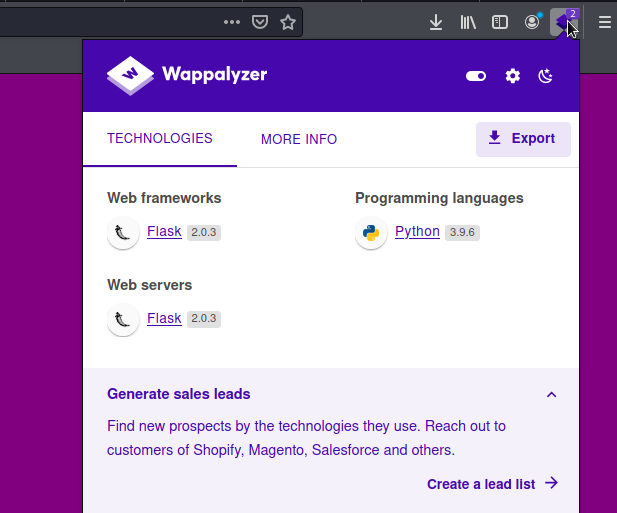 2
Wappalyzer
TECHNOLOGIES
MORE INFO
Export
Web frameworks
Flask 2.0.3
Programming languages
Python 3.9.6
Web servers
Flask 2.0.3
Generate sales leads
Find new prospects by the technologies they use. Reach out to
customers of Shopify, Magento, Salesforce and others.
Create a lead list